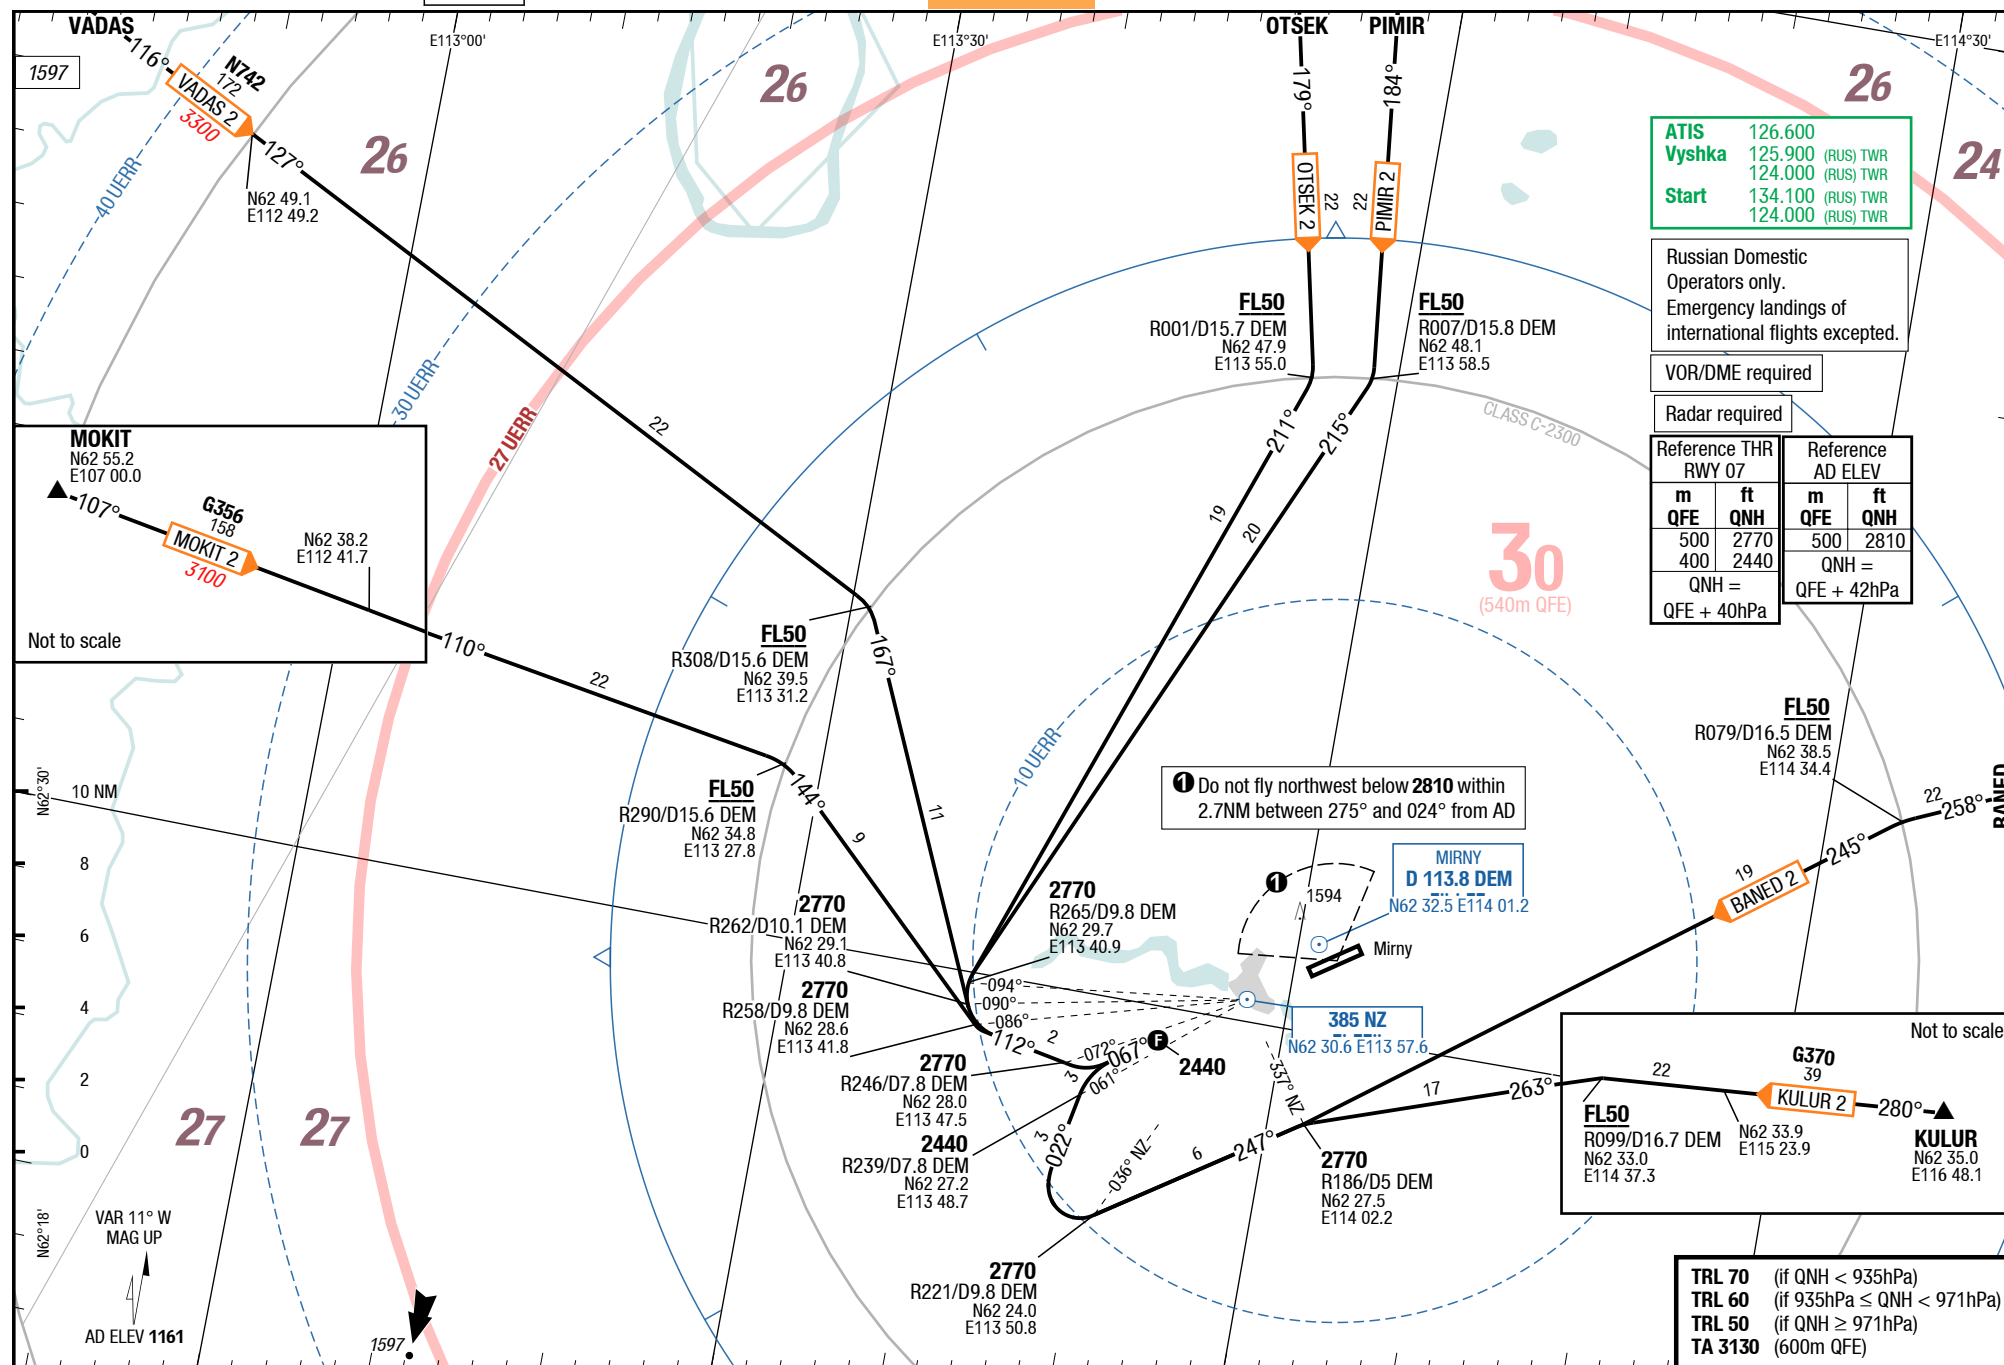 VADAS
116°
N742
172
VADAS 2
3300
1597
E113°00'
E113°30'
E114°30'
OTSEK
PIMIR
179°
184°
OTSEK 2
22
22
PIMIR 2
26
26
26
24
127°
N62 49.1
E112 49.2
40 UERR
30 UERR
27 UERR
10 UERR
22
ATIS 126.600
Vyshka 125.900 (RUS) TWR
124.000 (RUS) TWR
Start 134.100 (RUS) TWR
124.000 (RUS) TWR
Russian Domestic
Operators only.
Emergency landings of
international flights excepted.
VOR/DME required
Radar required
Reference THR
RWY 07
m ft
QFE QNH
500 2770
400 2440
QNH =
QFE + 40hPa
Reference
AD ELEV
m ft
QFE QNH
500 2810
QNH =
QFE + 42hPa
FL50
R001/D15.7 DEM
N62 47.9
E113 55.0
FL50
R007/D15.8 DEM
N62 48.1
E113 58.5
CLASS C-2300
211°
215°
19
20
30
(540m QFE)
MOKIT
N62 55.2
E107 00.0
107°
G356
158
MOKIT 2
3100
N62 38.2
E112 41.7
Not to scale
110°
22
FL50
R308/D15.6 DEM
N62 39.5
E113 31.2
167°
11
FL50
R290/D15.6 DEM
N62 34.8
E113 27.8
144°
9
FL50
R079/D16.5 DEM
N62 38.5
E114 34.4
22
258°
BANED
245°
19
BANED 2
1 Do not fly northwest below 2810 within
2.7NM between 275° and 024° from AD
1
1594
MIRNY
D 113.8 DEM
N62 32.5 E114 01.2
Mirny
385 NZ
N62 30.6 E113 57.6
2770
R262/D10.1 DEM
N62 29.1
E113 40.8
2770
R265/D9.8 DEM
N62 29.7
E113 40.9
2770
R258/D9.8 DEM
N62 28.6
E113 41.8
094°
090°
086°
112°
2
072°
067°
061°
F
2440
2770
R246/D7.8 DEM
N62 28.0
E113 47.5
3
2440
R239/D7.8 DEM
N62 27.2
E113 48.7
3
022°
036° NZ
337° NZ
6
247°
17
263°
2770
R186/D5 DEM
N62 27.5
E114 02.2
2770
R221/D9.8 DEM
N62 24.0
E113 50.8
Not to scale
22
G370
39
KULUR 2
280°
KULUR
N62 35.0
E116 48.1
FL50
R099/D16.7 DEM
N62 33.0
E114 37.3
N62 33.9
E115 23.9
N62°30'
10 NM
8
6
4
2
0
N62°18'
27
27
VAR 11° W
MAG UP
AD ELEV 1161
1597
TRL 70 (if QNH < 935hPa)
TRL 60 (if 935hPa ≤ QNH < 971hPa)
TRL 50 (if QNH ≥ 971hPa)
TA 3130 (600m QFE)